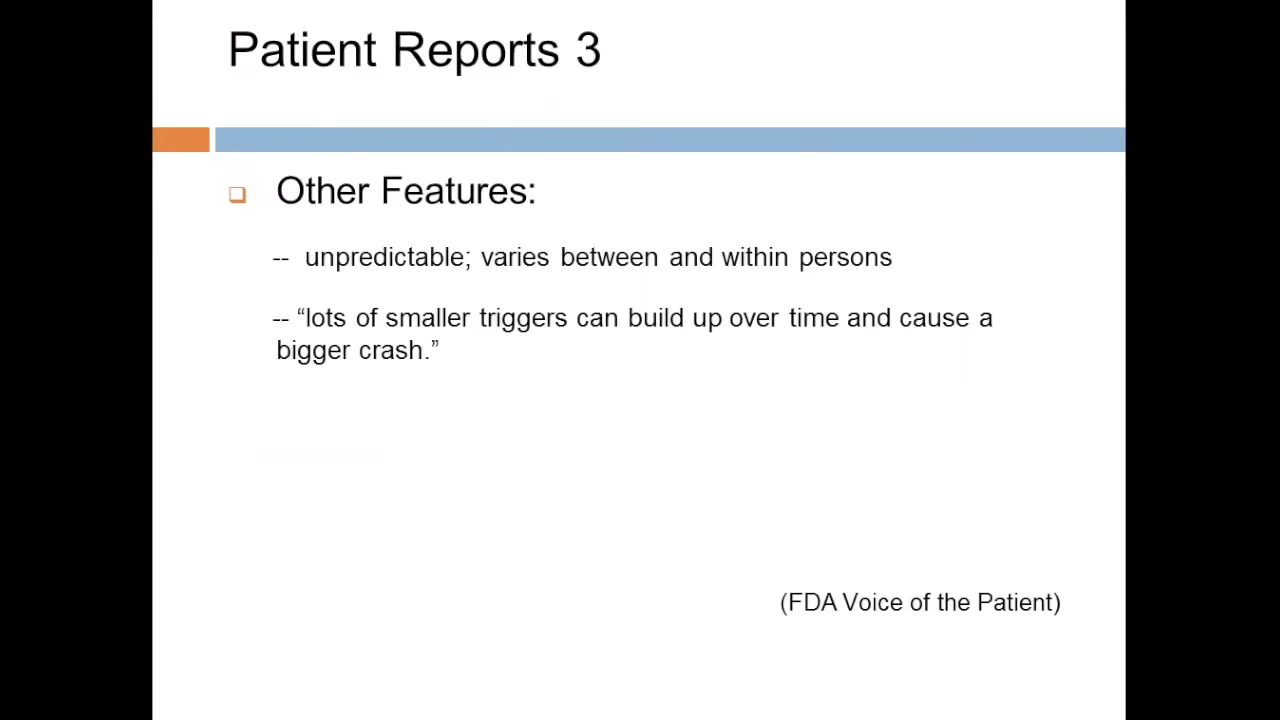 Patient Reports 3
Other Features:
-- unpredictable; varies between and within persons
-- “lots of smaller triggers can build up over time and cause a
bigger crash.”
(FDA Voice of the Patient)